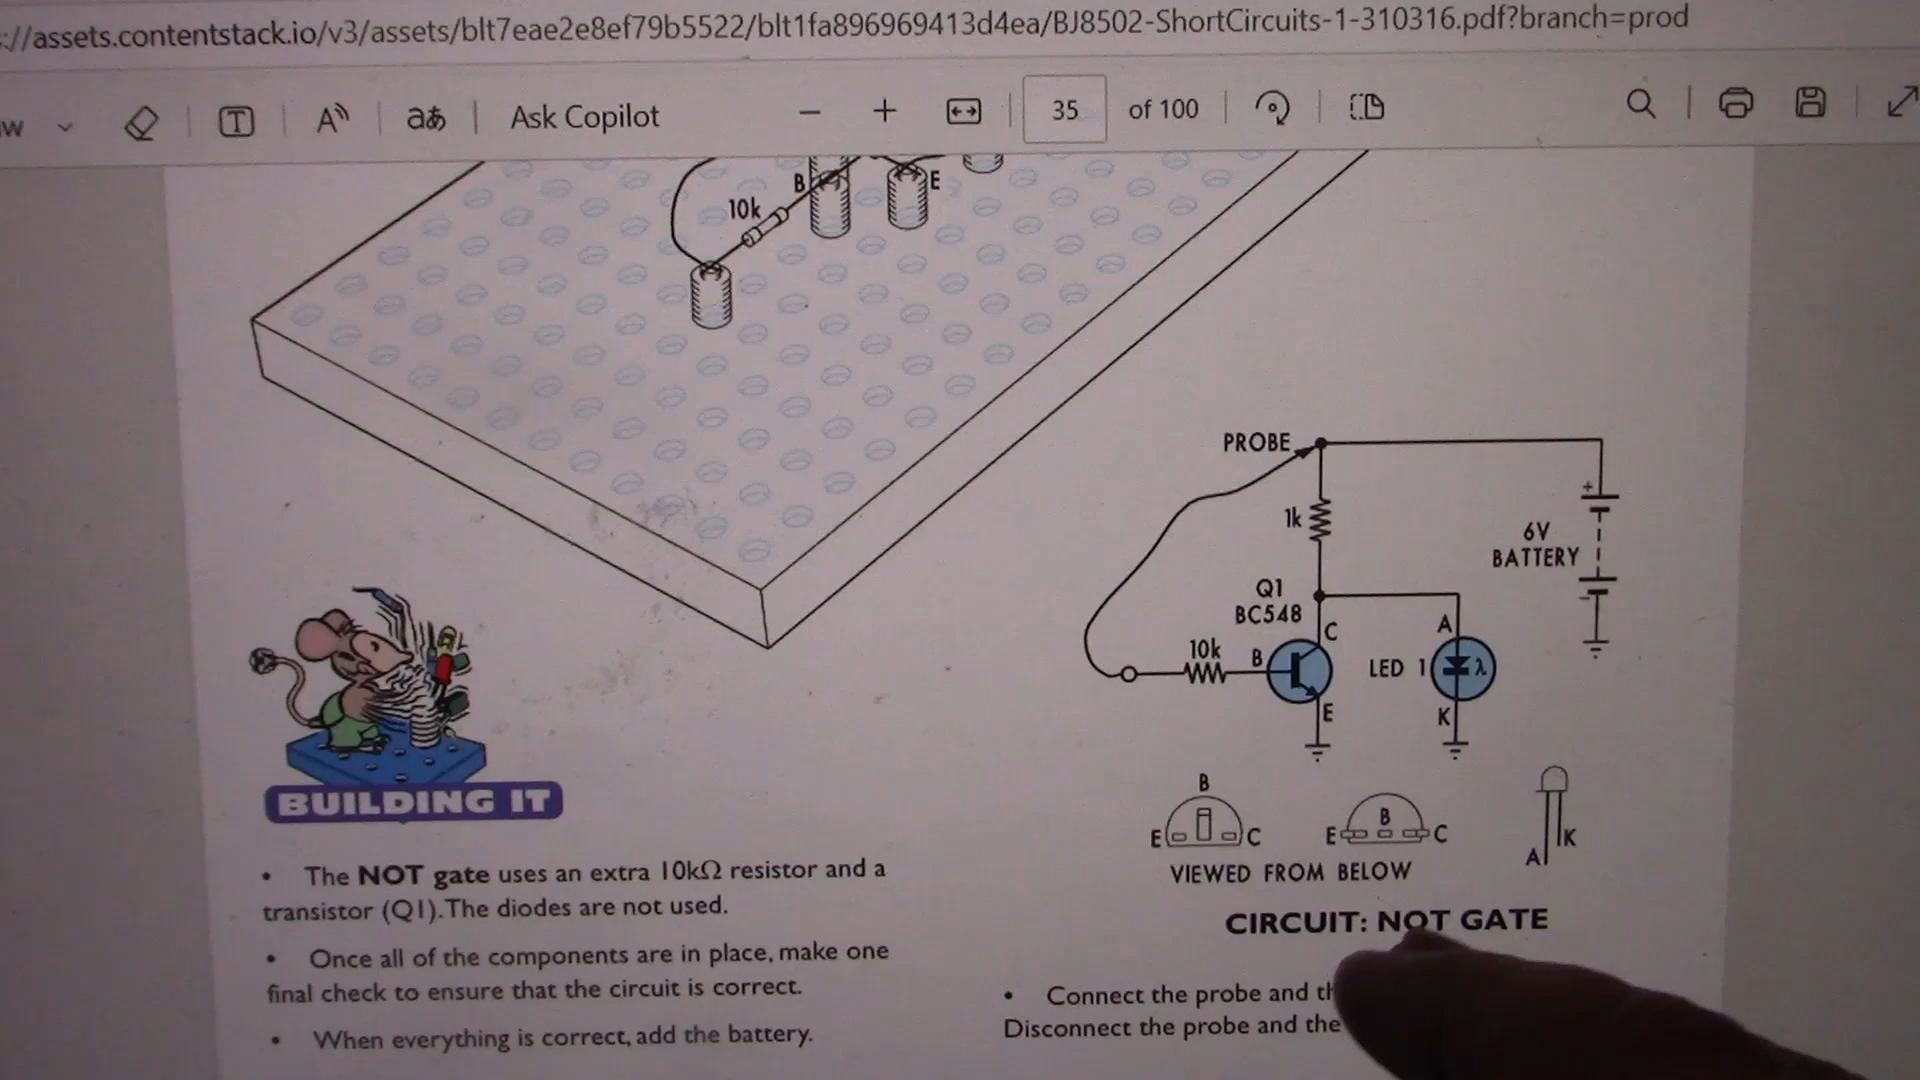 ://assets.contentstack.io/v3/assets/blt7eae2e8ef79b5522/blt1fa896969413d4ea/BJ8502-ShortCircuits-1-310316.pdf?branch=prod
Ask Copilot
35 of 100
B
E
10k
PROBE
1k
6V
BATTERY
Q1
BC548
C
A
10k
B
LED 1
λ
E
K
B
E
C
B
E
C
K
A
VIEWED FROM BELOW
CIRCUIT: NOT GATE
BUILDING IT
• The NOT gate uses an extra 10kΩ resistor and a
transistor (Q1). The diodes are not used.
• Once all of the components are in place, make one
final check to ensure that the circuit is correct.
• When everything is correct, add the battery.
• Connect the probe and
Disconnect the probe and the